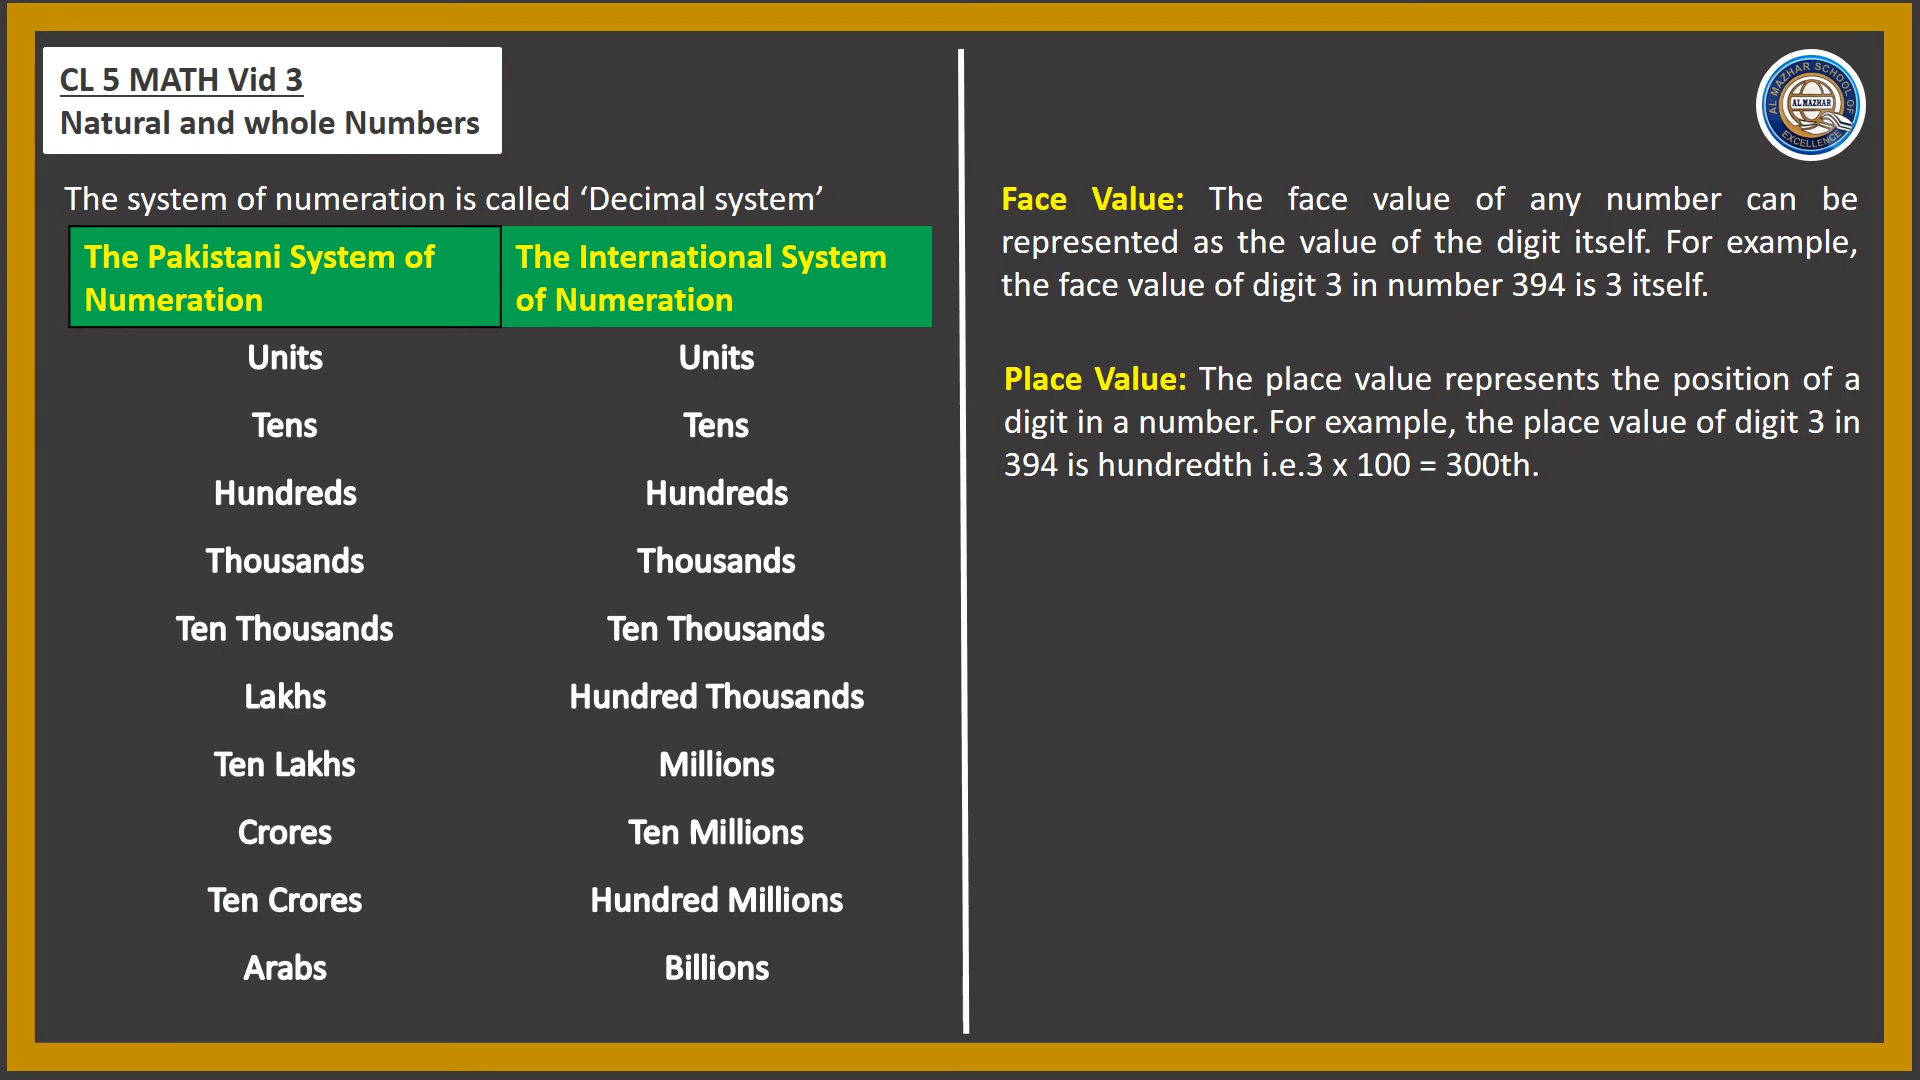 CL 5 MATH Vid 3
Natural and whole Numbers
The system of numeration is called ‘Decimal system’
The Pakistani System of Numeration
The International System of Numeration
Units
Units
Tens
Tens
Hundreds
Hundreds
Thousands
Thousands
Ten Thousands
Ten Thousands
Lakhs
Hundred Thousands
Ten Lakhs
Millions
Crores
Ten Millions
Ten Crores
Hundred Millions
Arabs
Billions
AL MAZHAR SCHOOL OF
AL MAZHAR
EXCELLENCE
Face Value: The face value of any number can be
represented as the value of the digit itself. For example,
the face value of digit 3 in number 394 is 3 itself.
Place Value: The place value represents the position of a
digit in a number. For example, the place value of digit 3 in
394 is hundredth i.e.3 x 100 = 300th.